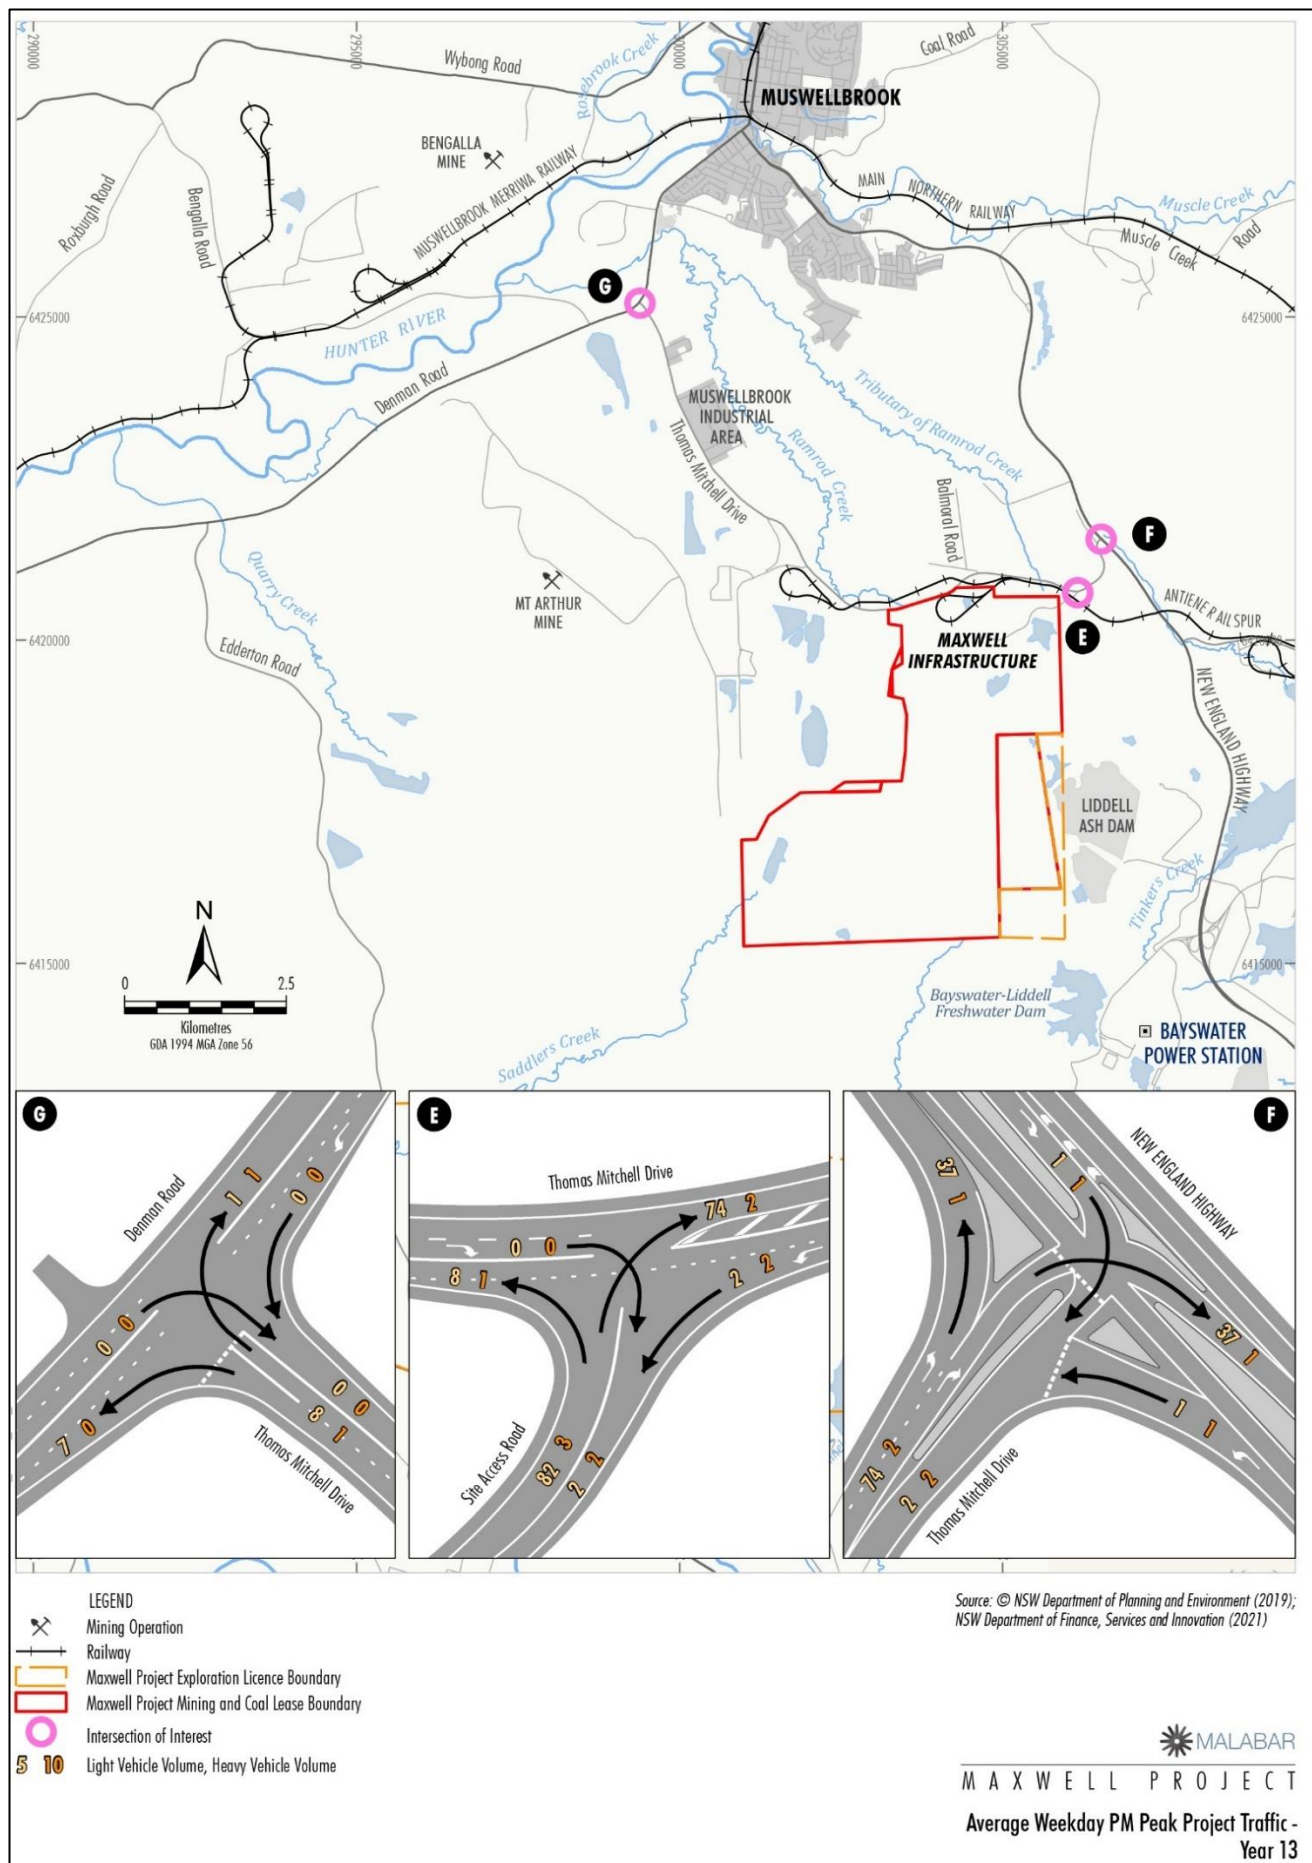 290000
295000
300000
305000
Wybong Road
Rosebrook Creek
Coal Road
MUSWELLBROOK
BENGALLA
MINE
Roxburgh Road
Bengalla Road
MUSWELLBROOK MERRIWA RAILWAY
MAIN NORTHERN RAILWAY
Muscle Creek
Muscle Creek Road
G
6425000
6425000
HUNTER RIVER
Denman Road
MUSWELLBROOK
INDUSTRIAL
AREA
Thomas Mitchell Drive
Ramrod Creek
Tributary of Ramrod Creek
Balmoral Road
F
Quarry Creek
MT ARTHUR
MINE
ANTIENE RAIL SPUR
E
6420000
6420000
Edderton Road
MAXWELL
INFRASTRUCTURE
NEW ENGLAND HIGHWAY
LIDDELL
ASH DAM
Tinkers Creek
N
0 2.5
Kilometres
GDA 1994 MGA Zone 56
6415000
6415000
Bayswater-Liddell
Freshwater Dam
Saddlers Creek
BAYSWATER
POWER STATION
G
Denman Road
1 1
0 0
0 0
7 0
0 0
8 1
Thomas Mitchell Drive
E
Thomas Mitchell Drive
74 2
0 0
8 1
2 2
82 3
2 2
Site Access Road
F
NEW ENGLAND HIGHWAY
37 1
1 1
37 1
1 1
74 2
2 2
Thomas Mitchell Drive
LEGEND
Mining Operation
Railway
Maxwell Project Exploration Licence Boundary
Maxwell Project Mining and Coal Lease Boundary
Intersection of Interest
5 10 Light Vehicle Volume, Heavy Vehicle Volume
Source: © NSW Department of Planning and Environment (2019);
NSW Department of Finance, Services and Innovation (2021)
MALABAR
MAXWELL PROJECT
Average Weekday PM Peak Project Traffic -
Year 13